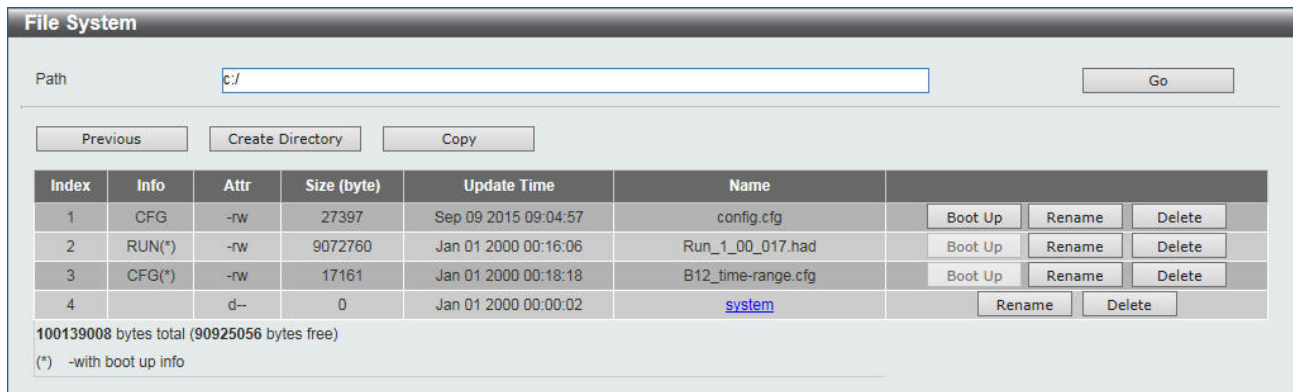 File System
Path c:/ Go
Previous Create Directory Copy
Index Info Attr Size (byte) Update Time Name
1 CFG -rw 27397 Sep 09 2015 09:04:57 config.cfg Boot Up Rename Delete
2 RUN(*) -rw 9072760 Jan 01 2000 00:16:06 Run_1_00_017.had Boot Up Rename Delete
3 CFG(*) -rw 17161 Jan 01 2000 00:18:18 B12_time-range.cfg Boot Up Rename Delete
4 d-- 0 Jan 01 2000 00:00:02 system Rename Delete
100139008 bytes total (90925056 bytes free)
(*) -with boot up info